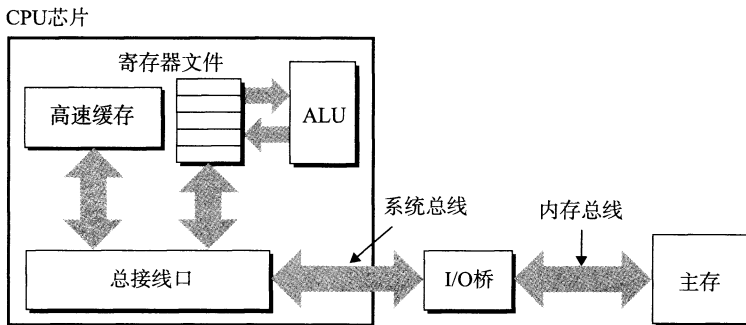 CPU芯片
寄存器文件
高速缓存
ALU
系统总线
内存总线
总接线口
I/O桥
主存